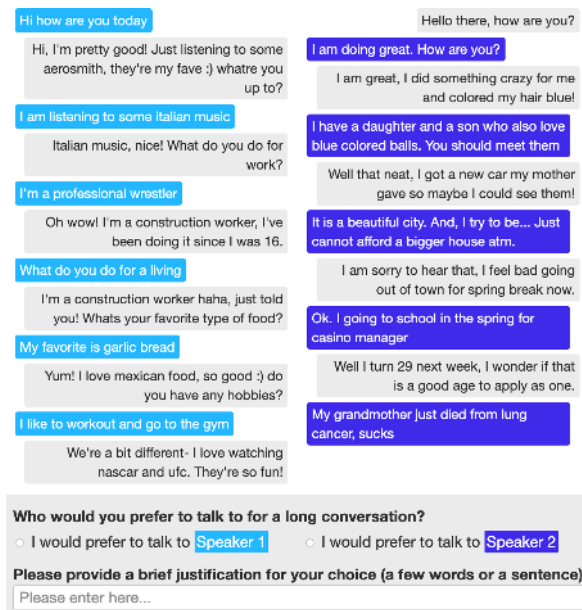 Hi how are you today
Hi, I'm pretty good! Just listening to some
aerosmith, they're my fave :) whatre you
up to?
I am listening to some italian music
Italian music, nice! What do you do for
work?
I'm a professional wrestler
Oh wow! I'm a construction worker, I've
been doing it since I was 16.
What do you do for a living
I'm a construction worker haha, just told
you! Whats your favorite type of food?
My favorite is garlic bread
Yum! I love mexican food, so good :) do
you have any hobbies?
I like to workout and go to the gym
We're a bit different- I love watching
nascar and ufc. They're so fun!
Hello there, how are you?
I am doing great. How are you?
I am great, I did something crazy for me
and colored my hair blue!
I have a daughter and a son who also love
blue colored balls. You should meet them
Well that neat, I got a new car my mother
gave so maybe I could see them!
It is a beautiful city. And, I try to be... Just
cannot afford a bigger house atm.
I am sorry to hear that, I feel bad going
out of town for spring break now.
Ok. I going to school in the spring for
casino manager
Well I turn 29 next week, I wonder if that
is a good age to apply as one.
My grandmother just died from lung
cancer, sucks
Who would you prefer to talk to for a long conversation?
I would prefer to talk to Speaker 1
I would prefer to talk to Speaker 2
Please provide a brief justification for your choice (a few words or a sentence)
Please enter here...